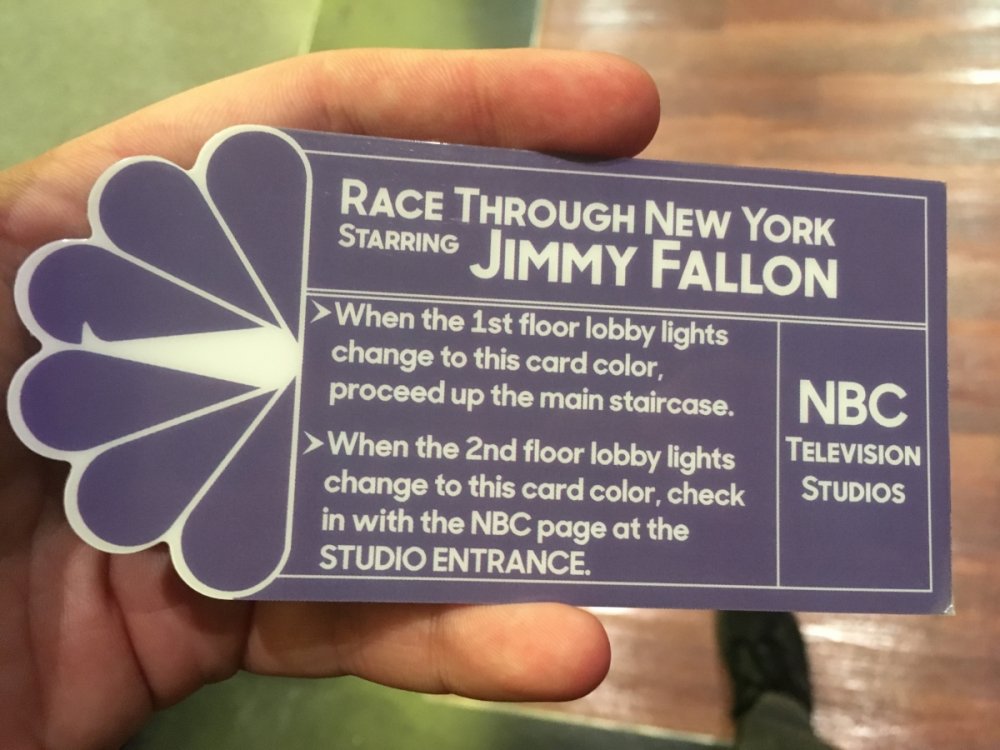 RACE THROUGH NEW YORK
STARRING JIMMY FALLON
When the 1st floor lobby lights
change to this card color,
proceed up the main staircase.
When the 2nd floor lobby lights
change to this card color, check
in with the NBC page at the
STUDIO ENTRANCE.
NBC
TELEVISION
STUDIOS